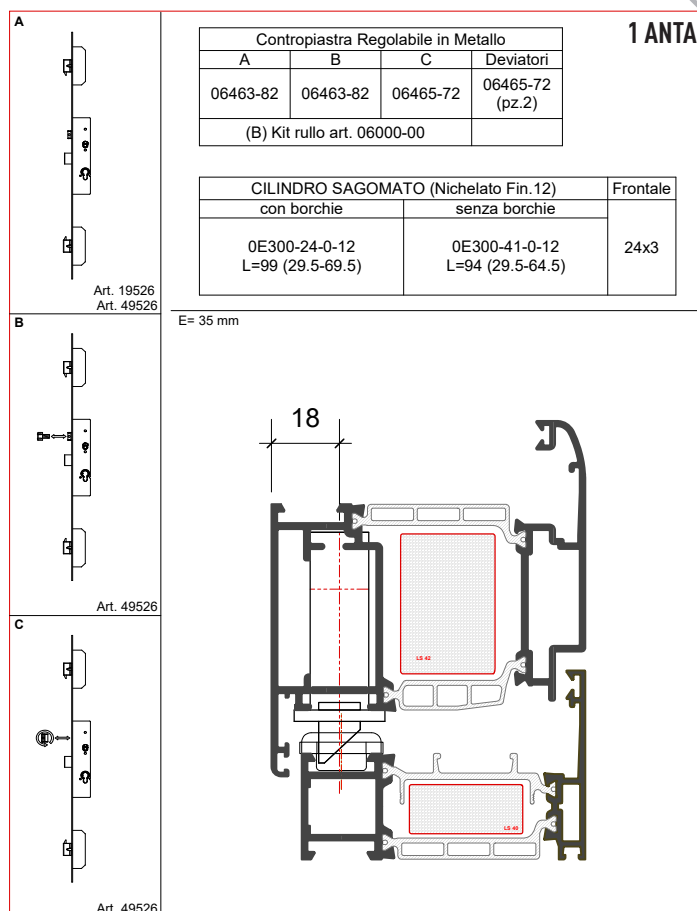 A
Art. 19526
Art. 49526
B
Art. 49526
C
Art. 49526
1 ANTA
Contropiastra Regolabile in Metallo
A B C Deviatori
06463-82 06463-82 06465-72 06465-72
(pz.2)
(B) Kit rullo art. 06000-00
CILINDRO SAGOMATO (Nichelato Fin.12) Frontale
con borchie senza borchie
0E300-24-0-12 0E300-41-0-12 24x3
L=99 (29.5-69.5) L=94 (29.5-64.5)
E= 35 mm
18
LS 42
LS 40